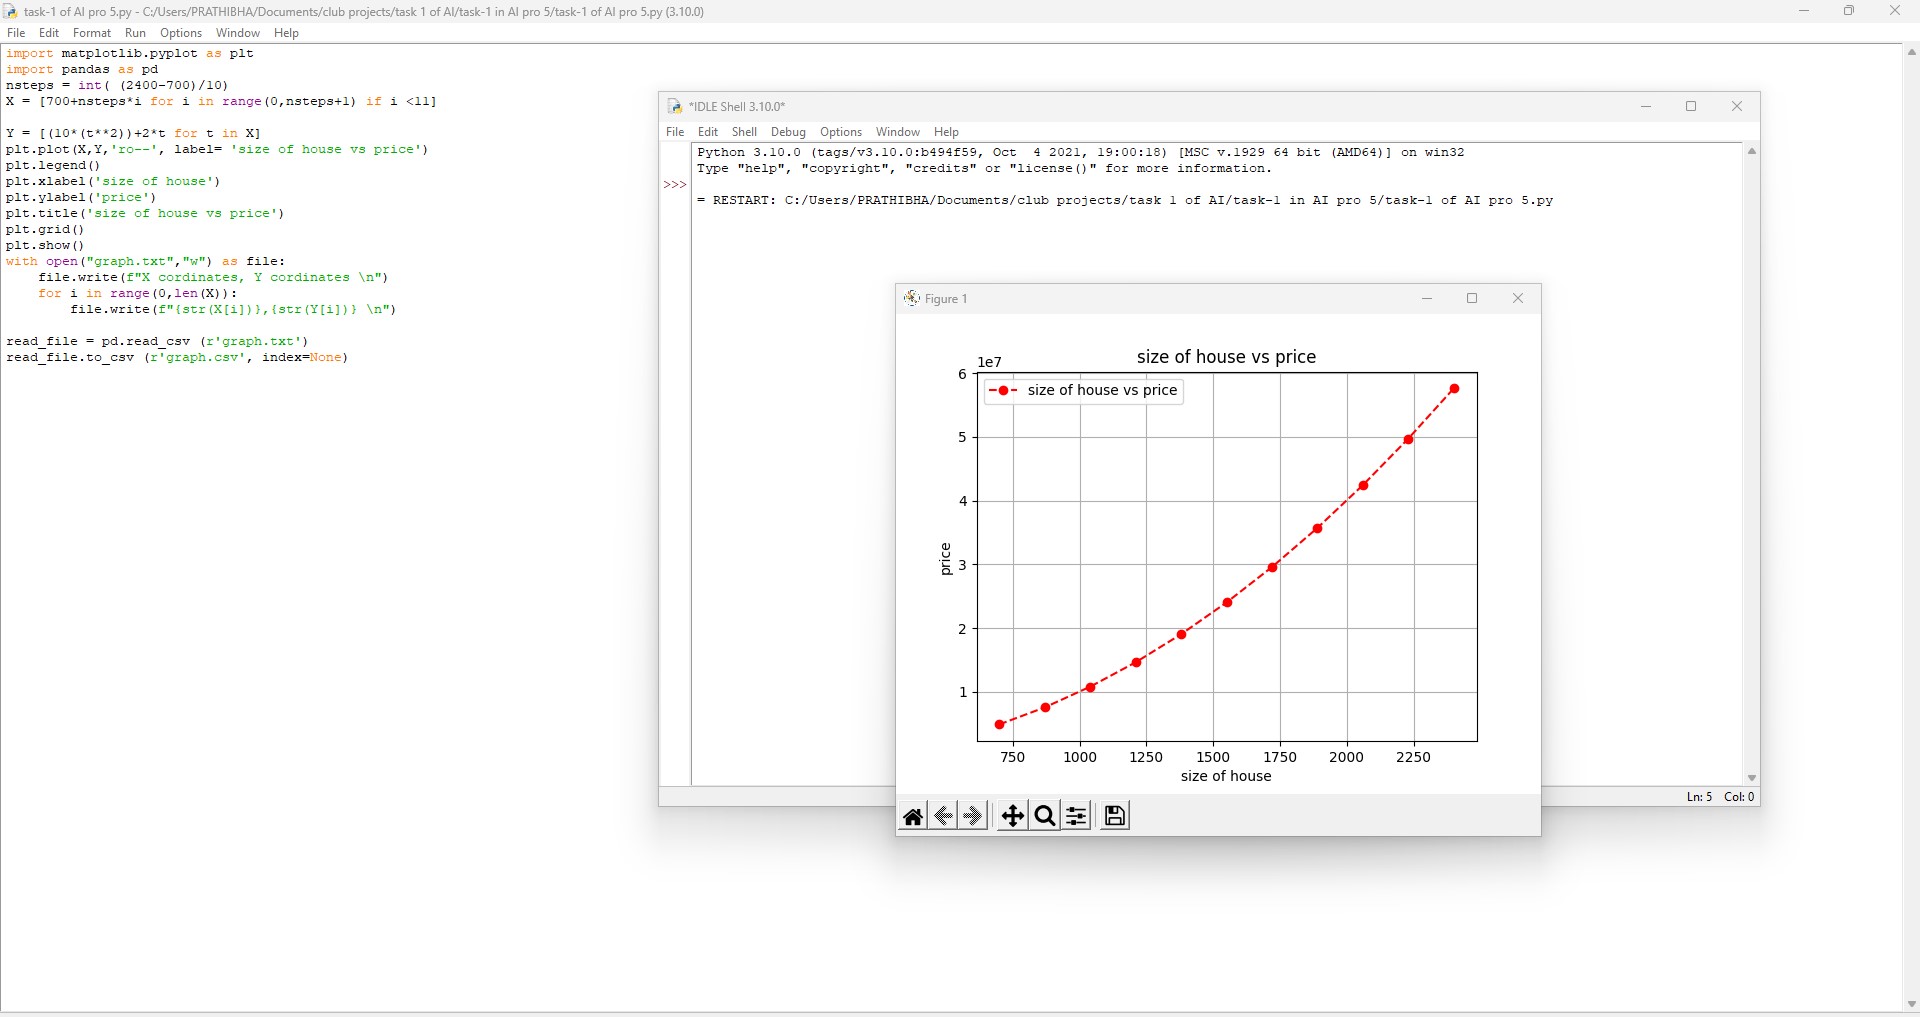 task-1 of AI pro 5.py - C:/Users/PRATHIBHA/Documents/club projects/task 1 of AI/task-1 in AI pro 5/task-1 of AI pro 5.py (3.10.0)
File Edit Format Run Options Window Help
import matplotlib.pyplot as plt
import pandas as pd
nsteps = int( (2400-700)/10)
X = [700+nsteps*i for i in range(0,nsteps+1) if i <11]
Y = [(10*(t**2))+2*t for t in X]
plt.plot(X,Y,'ro--', label= 'size of house vs price')
plt.legend()
plt.xlabel('size of house')
plt.ylabel('price')
plt.title('size of house vs price')
plt.grid()
plt.show()
with open("graph.txt","w") as file:
    file.write(f"X cordinates, Y cordinates \n")
    for i in range(0,len(X)):
        file.write(f"{str(X[i])},{str(Y[i])} \n")
read_file = pd.read_csv (r'graph.txt')
read_file.to_csv (r'graph.csv', index=None)
*IDLE Shell 3.10.0*
File Edit Shell Debug Options Window Help
Python 3.10.0 (tags/v3.10.0:b494f59, Oct  4 2021, 19:00:18) [MSC v.1929 64 bit (AMD64)] on win32
Type "help", "copyright", "credits" or "license()" for more information.
>>>
= RESTART: C:/Users/PRATHIBHA/Documents/club projects/task 1 of AI/task-1 in AI pro 5/task-1 of AI pro 5.py
Figure 1
size of house vs price
1e7
size of house vs price
6
5
4
3
2
1
price
750 1000 1250 1500 1750 2000 2250
size of house
Ln: 5 Col: 0